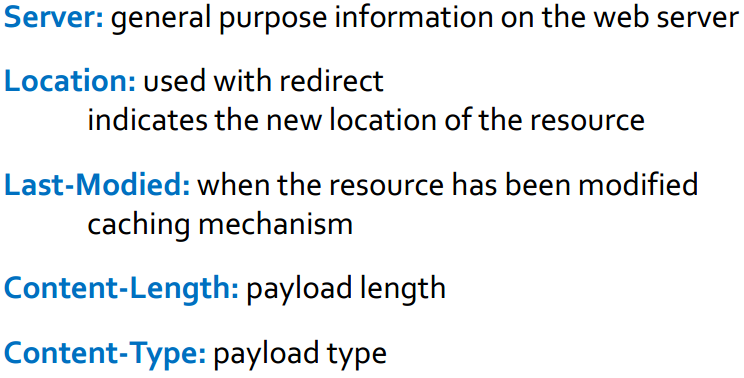 Server: general purpose information on the web server
Location: used with redirect
indicates the new location of the resource
Last-Modied: when the resource has been modified
caching mechanism
Content-Length: payload length
Content-Type: payload type